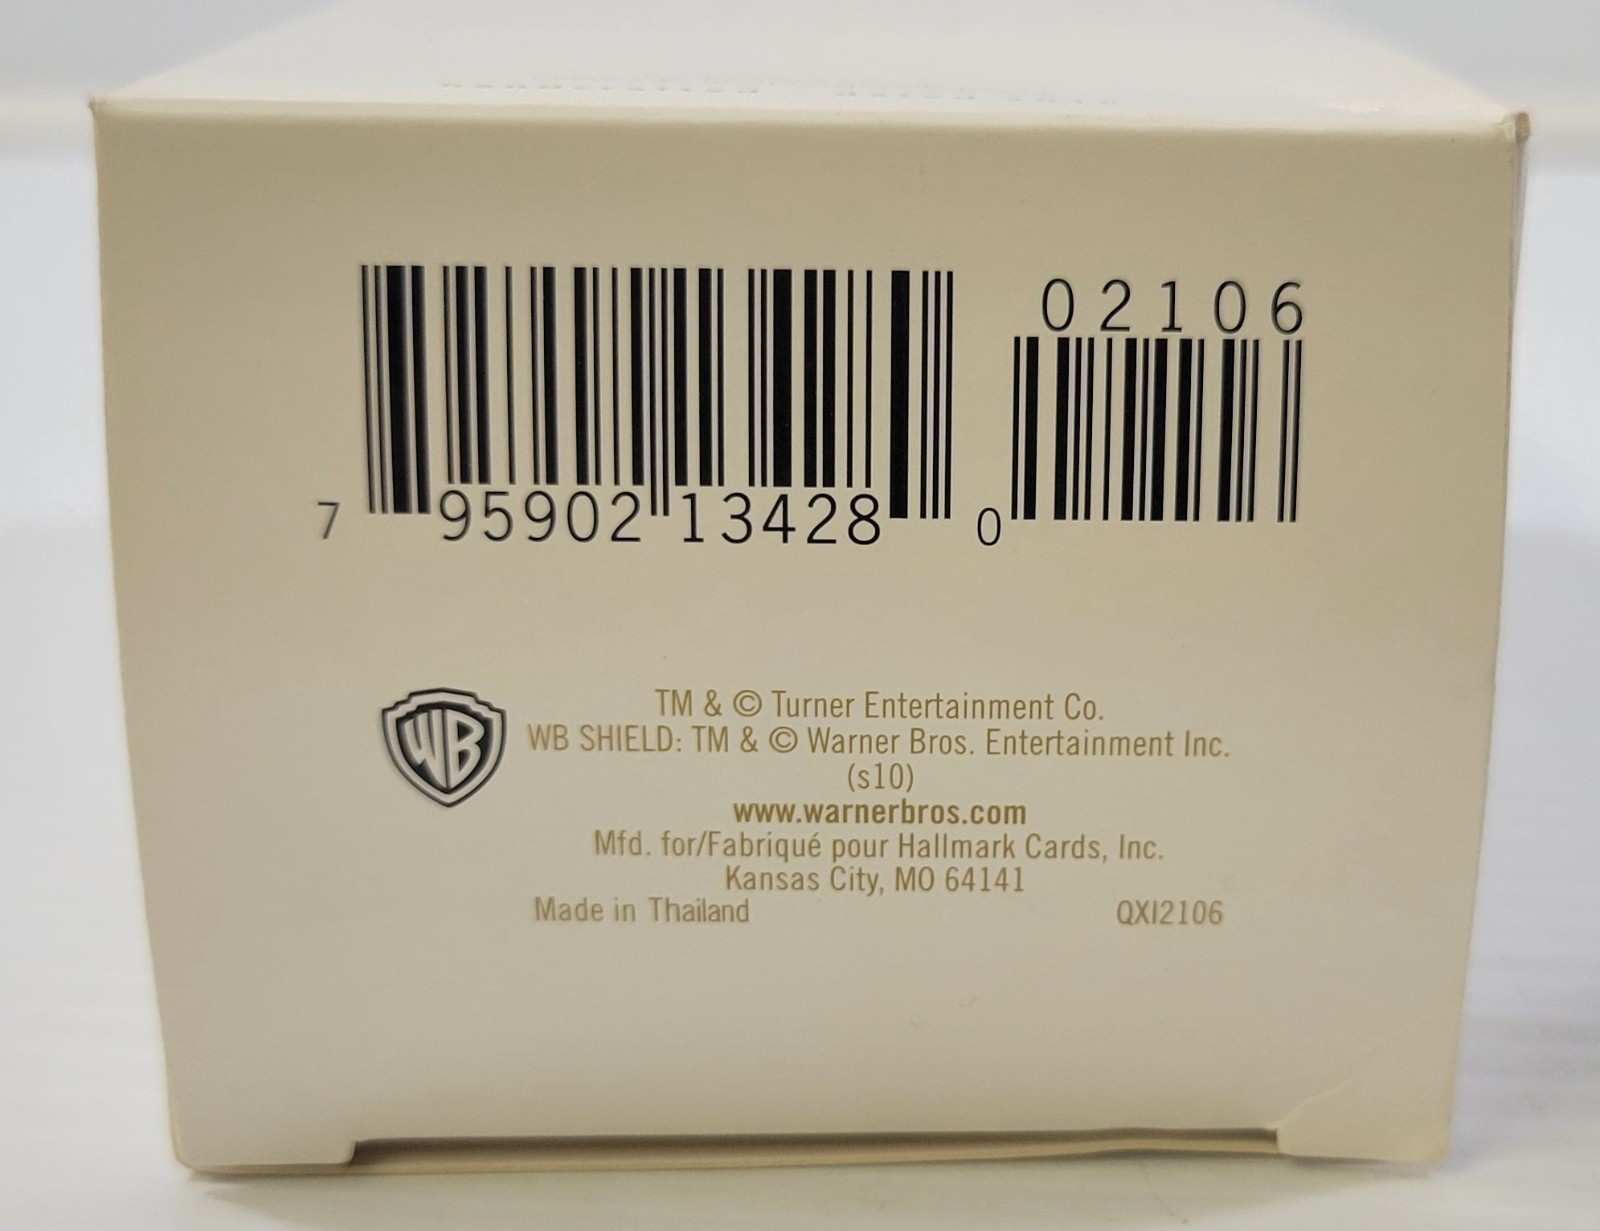 02106
7 95902 13428 0
WB
TM & © Turner Entertainment Co.
WB SHIELD: TM & © Warner Bros. Entertainment Inc.
(s10)
www.warnerbros.com
Mfd. for/Fabriqué pour Hallmark Cards, Inc.
Kansas City, MO 64141
Made in Thailand QXI2106